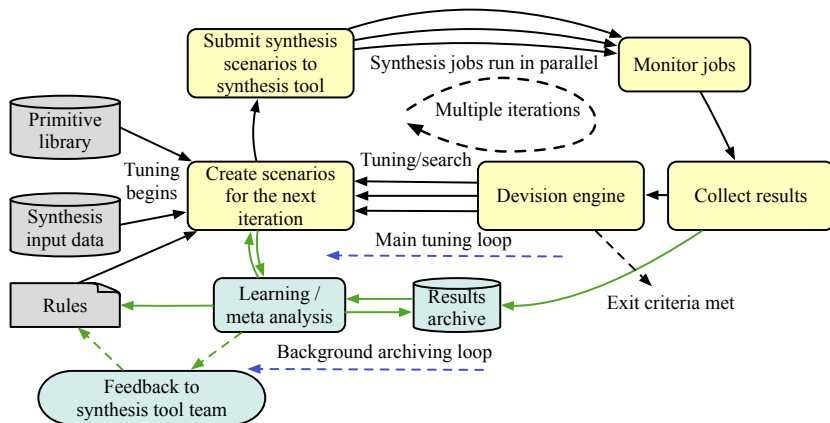 Submit synthesis
scenarios to
synthesis tool
Synthesis jobs run in parallel
Monitor jobs
Multiple iterations
Primitive
library
Tuning
begins
Create scenarios
for the next
iteration
Tuning/search
Devision engine
Collect results
Synthesis
input data
Main tuning loop
Rules
Learning /
meta analysis
Results
archive
Exit criteria met
Background archiving loop
Feedback to
synthesis tool team